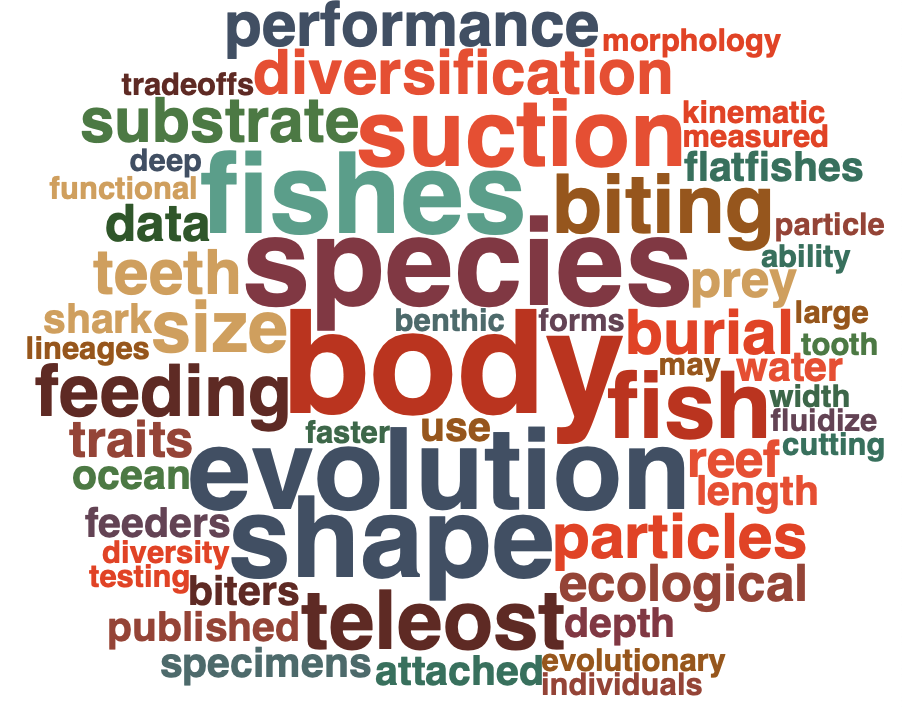 performance
morphology
tradeoffs diversification
substrate suction kinematic
measured
deep fishes biting flatfishes
functional
data particle
ability
teeth species prey
shark size benthic forms burial large
lineages tooth
body may water
feeding fish width
fluidize
traits faster use cutting
ocean evolution reef
length
feeders shape particles
diversity
testing
biters ecological
published teleost depth
specimens attached evolutionary
individuals